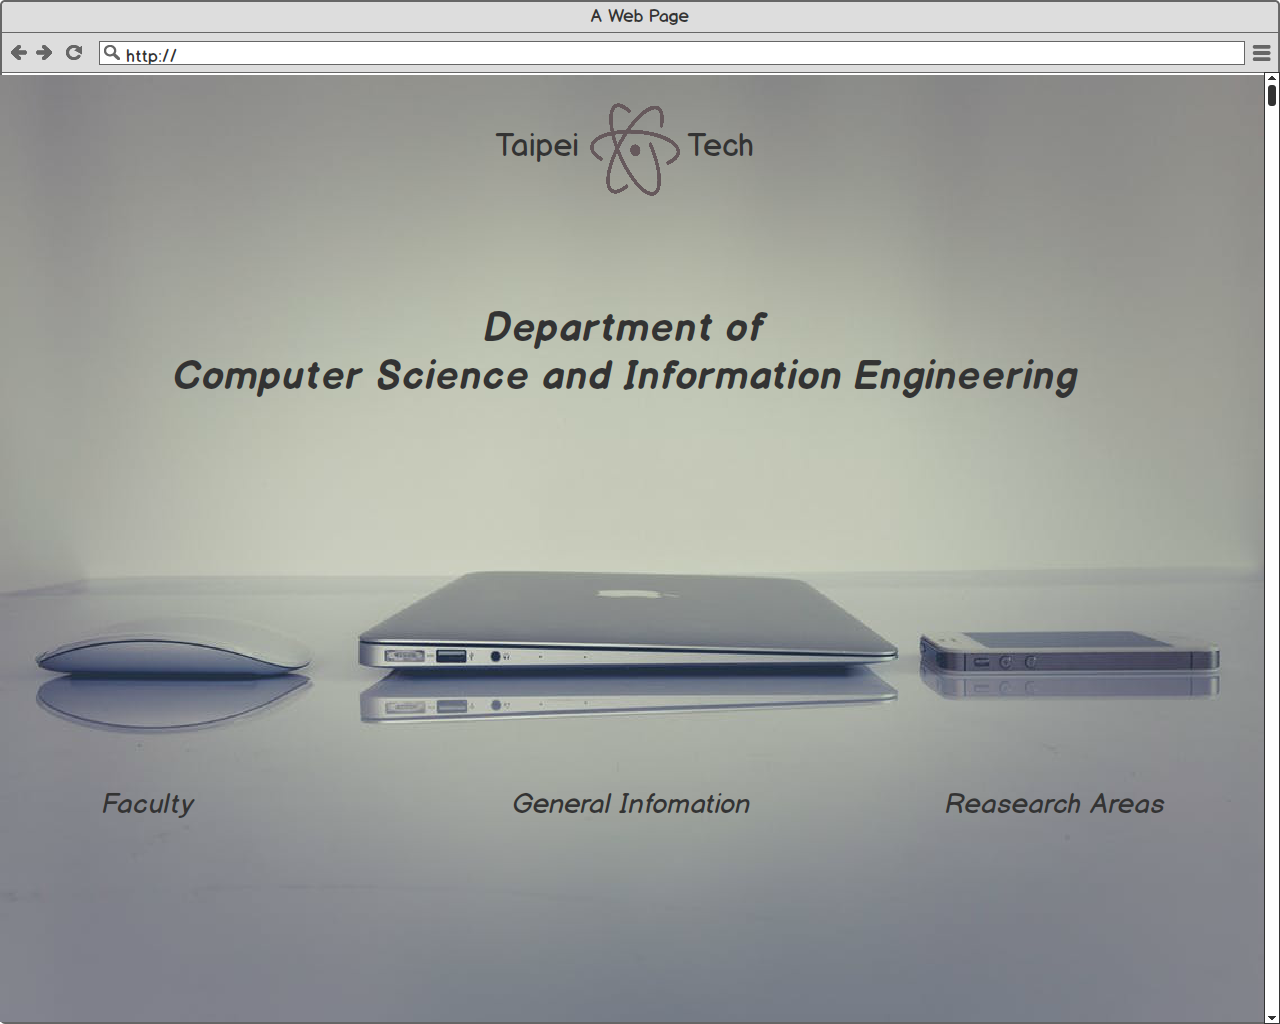 A Web Page
http://
Taipei Tech
Department of
Computer Science and Information Engineering
Faculty
General Infomation
Reasearch Areas